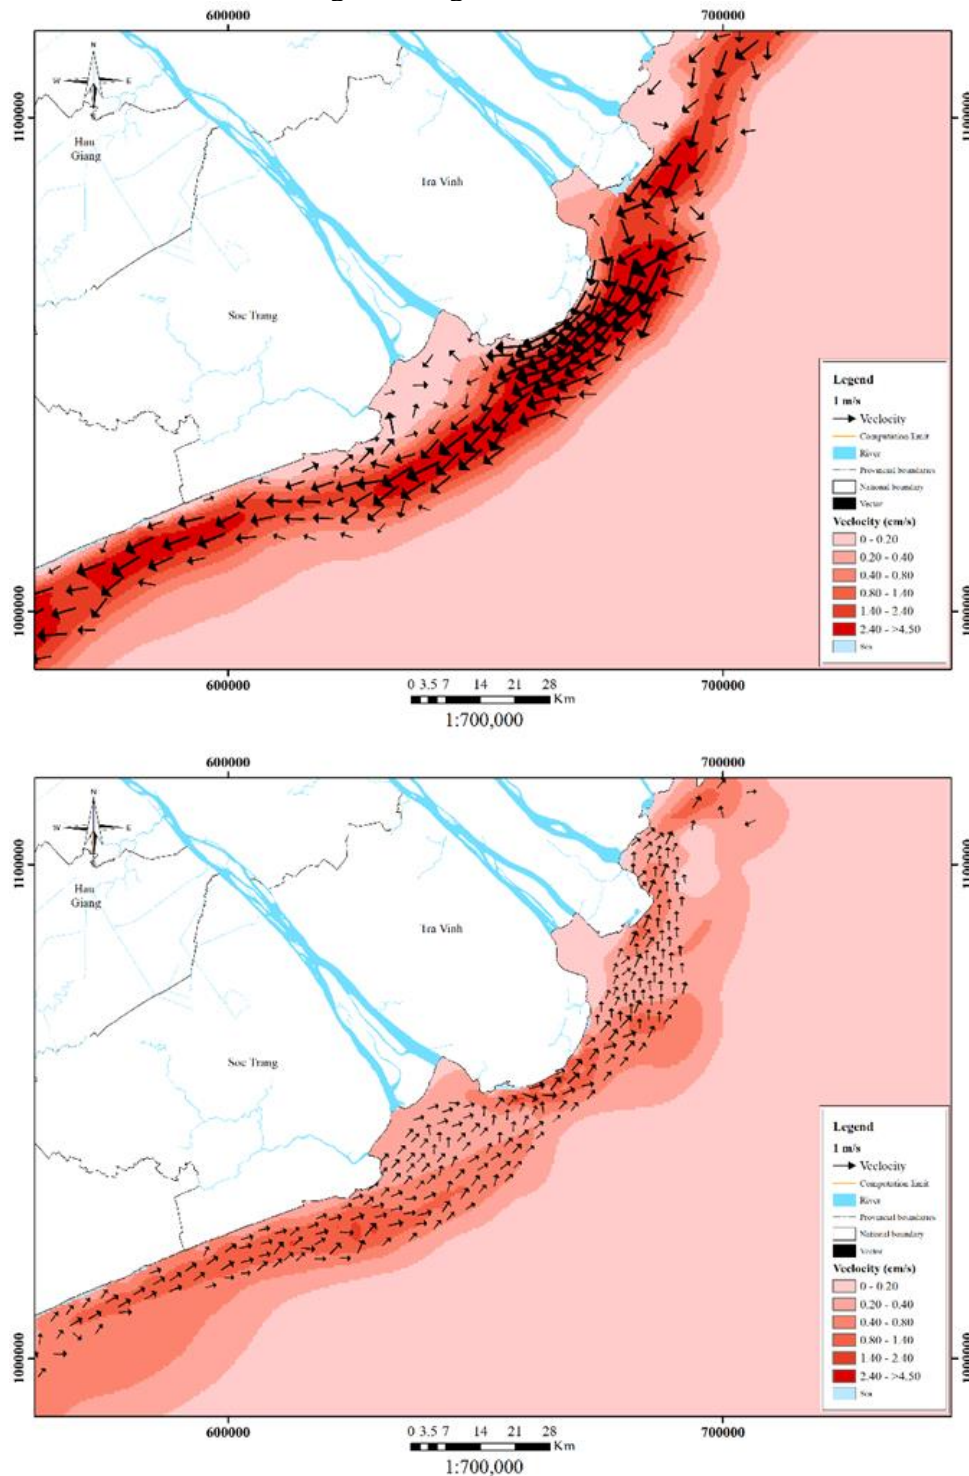 600000
700000
N
W
E
1100000
1100000
Hau
Giang
Tra Vinh
Soc Trang
Legend
1 m/s
Veclocity
Computation limit
River
Provincial boundaries
National boundary
Vector
Veclocity (cm/s)
0 - 0.20
0.20 - 0.40
0.40 - 0.80
0.80 - 1.40
1.40 - 2.40
2.40 - >4.50
Sea
1000000
1000000
600000
700000
0 3.5 7 14 21 28
Km
1:700,000
600000
700000
N
W
E
1100000
1100000
Hau
Giang
Tra Vinh
Soc Trang
Legend
1 m/s
Veclocity
Computation limit
River
Provincial boundaries
National boundary
Vector
Veclocity (cm/s)
0 - 0.20
0.20 - 0.40
0.40 - 0.80
0.80 - 1.40
1.40 - 2.40
2.40 - >4.50
Sea
1000000
1000000
600000
700000
0 3.5 7 14 21 28
Km
1:700,000